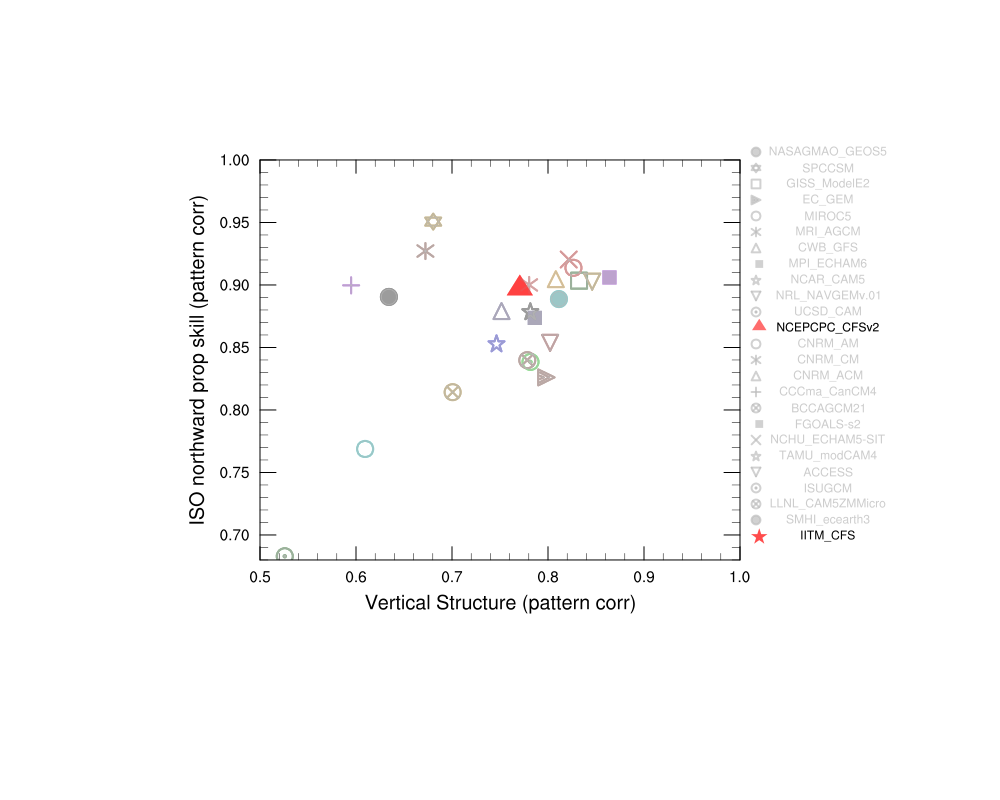 1.00
0.95
0.90
0.85
0.80
0.75
0.70
ISO northward prop skill (pattern corr)
0.5
0.6
0.7
0.8
0.9
1.0
Vertical Structure (pattern corr)
NASAGMAO_GEOS5
SPCCSM
GISS_ModelE2
EC_GEM
MIROC5
MRI_AGCM
CWB_GFS
MPI_ECHAM6
NCAR_CAM5
NRL_NAVGEMv.01
UCSD_CAM
NCEPCPC_CFSv2
CNRM_AM
CNRM_CM
CNRM_ACM
CCCma_CanCM4
BCCAGCM21
FGOALS-s2
NCHU_ECHAM5-SIT
TAMU_modCAM4
ACCESS
ISUGCM
LLNL_CAM5ZMMicro
SMHI_ecearth3
IITM_CFS